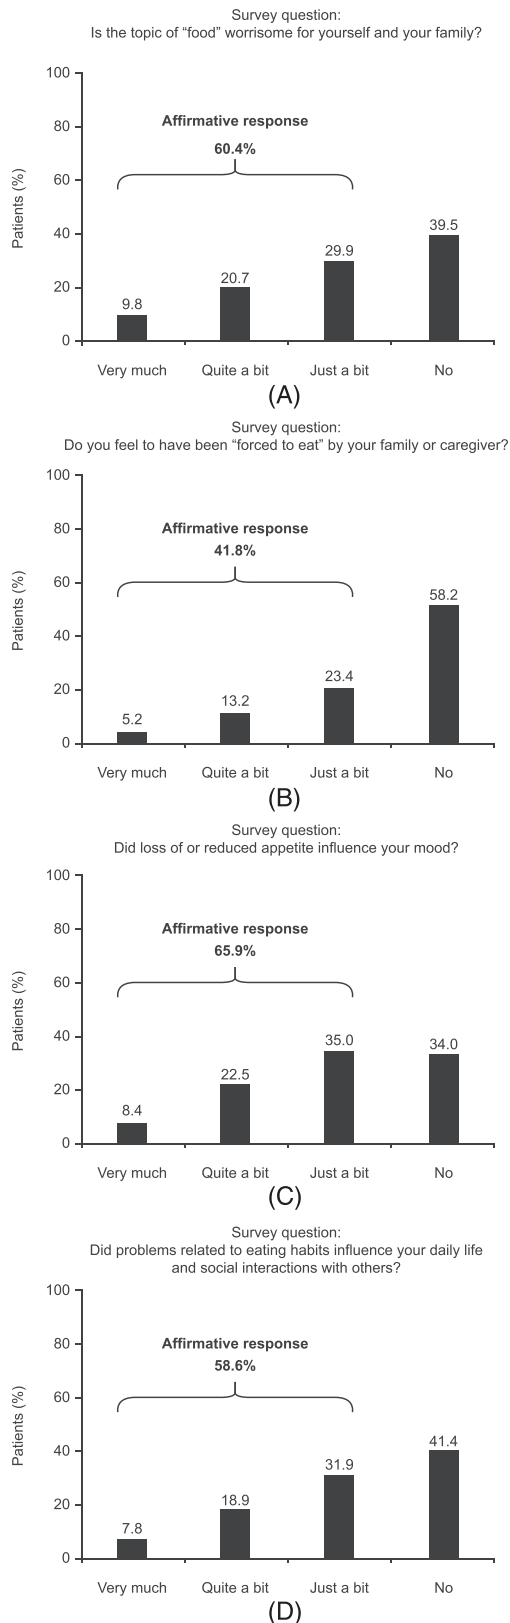 Survey question:
Is the topic of “food” worrisome for yourself and your family?
100
80
60
40
20
0
Patients (%)
Affirmative response
60.4%
9.8
20.7
29.9
39.5
Very much Quite a bit Just a bit No
(A)
Survey question:
Do you feel to have been “forced to eat” by your family or caregiver?
100
80
60
40
20
0
Patients (%)
Affirmative response
41.8%
5.2
13.2
23.4
58.2
Very much Quite a bit Just a bit No
(B)
Survey question:
Did loss of or reduced appetite influence your mood?
100
80
60
40
20
0
Patients (%)
Affirmative response
65.9%
8.4
22.5
35.0
34.0
Very much Quite a bit Just a bit No
(C)
Survey question:
Did problems related to eating habits influence your daily life
and social interactions with others?
100
80
60
40
20
0
Patients (%)
Affirmative response
58.6%
7.8
18.9
31.9
41.4
Very much Quite a bit Just a bit No
(D)